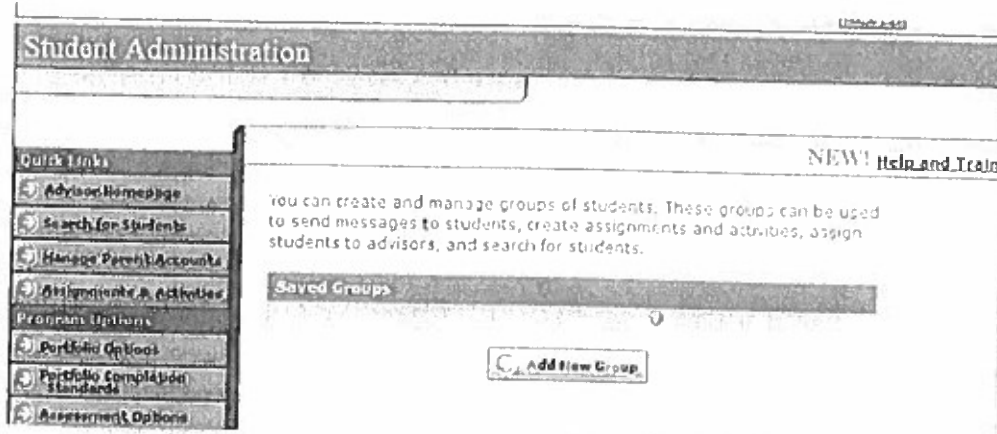 Student Administration
NEW! Help and Train
Quick Links
Advisor Homepage
Search for Students
Manage Parent Accounts
Assignments & Activities
Program Options
Portfolio Options
Portfolio Completion
Standards
Assessment Options
You can create and manage groups of students. These groups can be used
to send messages to students, create assignments and activities, assign
students to advisors, and search for students.
Saved Groups
Add New Group